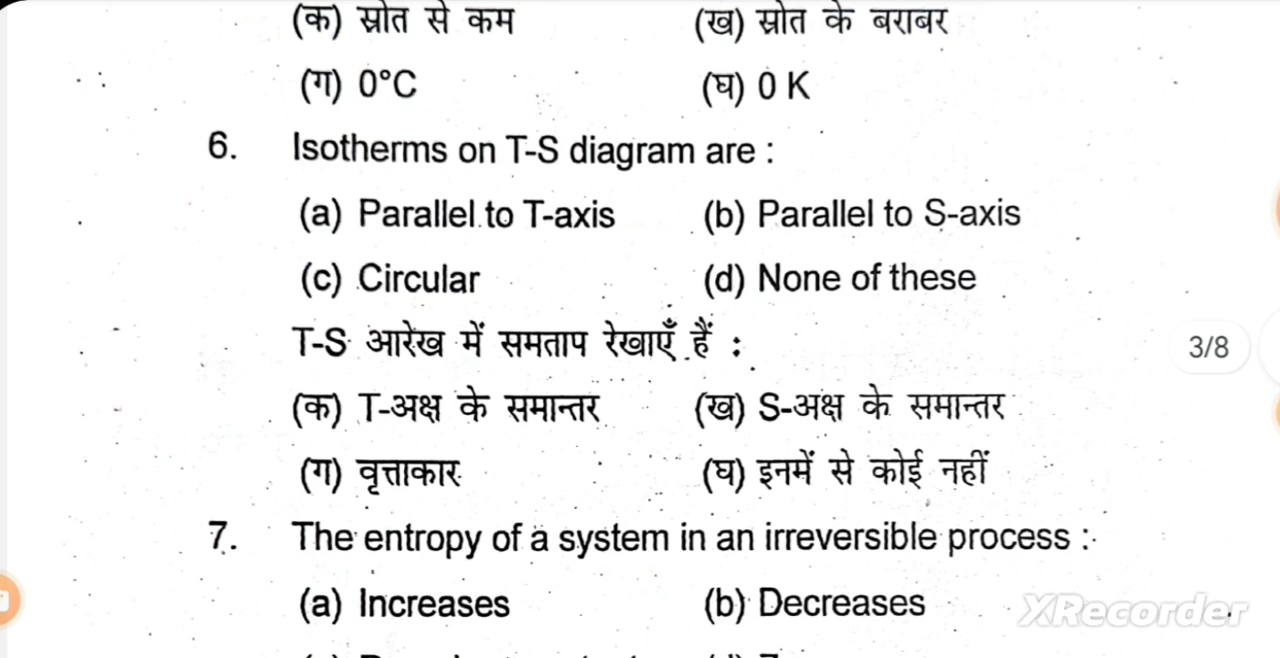 (क) स्रोत से कम (ख) स्रोत के बराबर
(ग) 0°C (घ) 0 K
6. Isotherms on T-S diagram are :
(a) Parallel to T-axis (b) Parallel to S-axis
(c) Circular (d) None of these
T-S आरेख में समताप रेखाएँ हैं :
(क) T-अक्ष के समान्तर (ख) S-अक्ष के समान्तर
(ग) वृत्ताकार (घ) इनमें से कोई नहीं
3/8
7. The entropy of a system in an irreversible process :
(a) Increases (b) Decreases
XRecorder